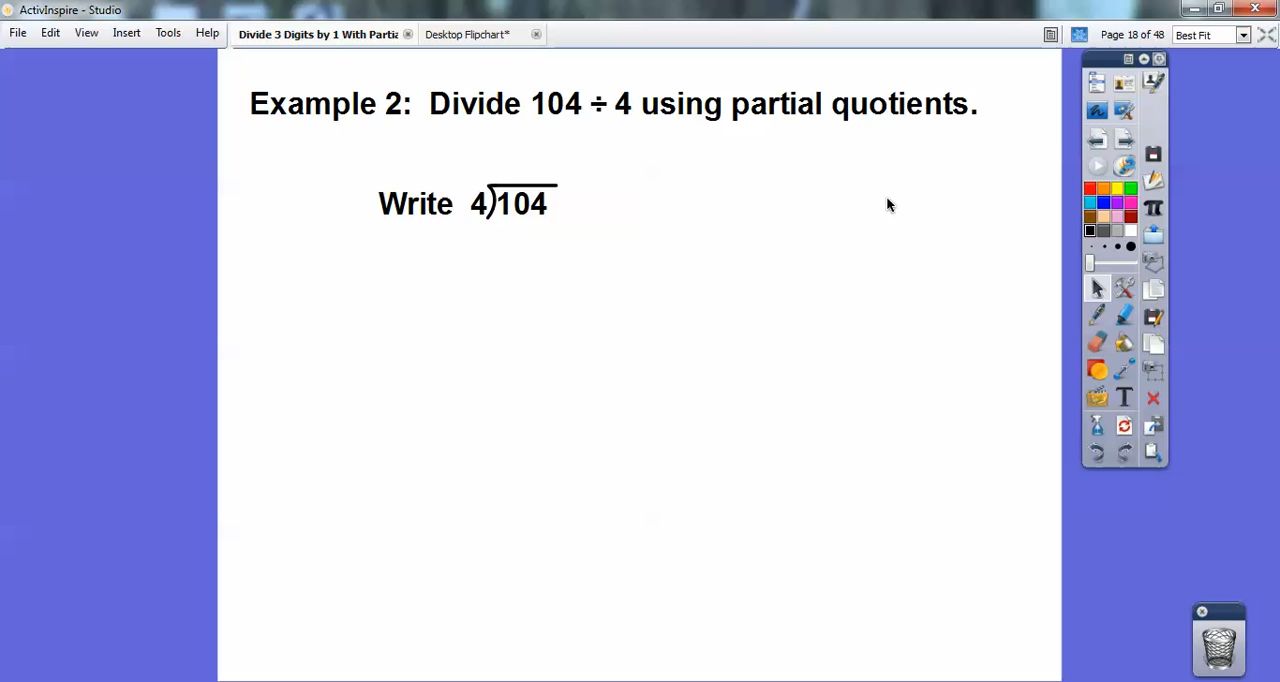 ActivInspire - Studio
File Edit View Insert Tools Help
Divide 3 Digits by 1 With Partia
Desktop Flipchart*
Page 18 of 48
Best Fit
Example 2: Divide 104 ÷ 4 using partial quotients.
Write 4)104